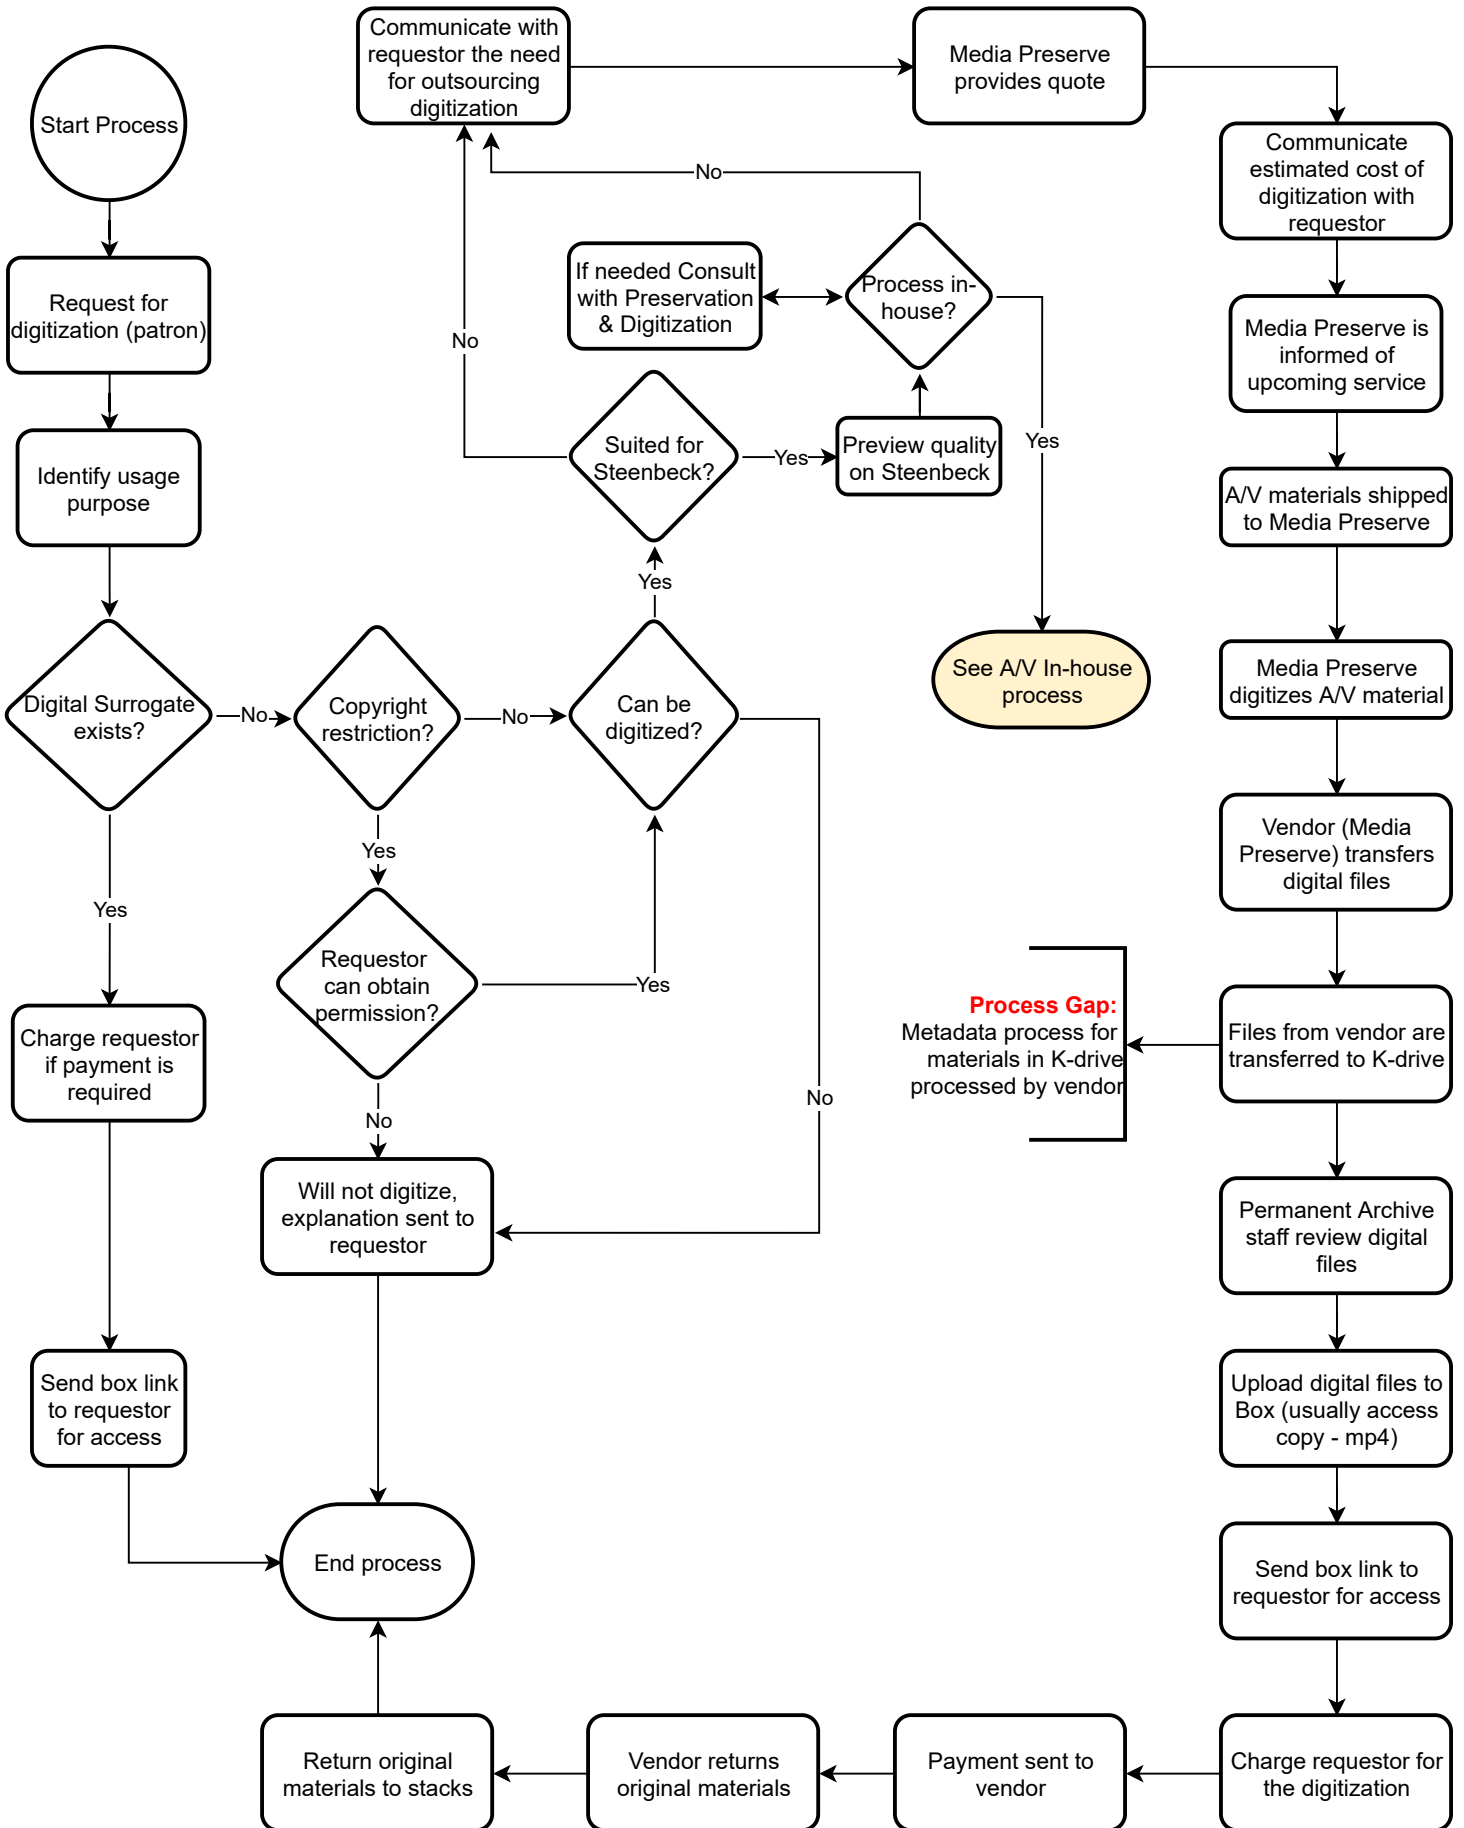 Start Process
Request for
digitization (patron)
Identify usage
purpose
Digital Surrogate
exists?
No
Yes
Charge requestor
if payment is
required
Send box link
to requestor
for access
Copyright
restriction?
No
Yes
Requestor
can obtain
permission?
Yes
No
Will not digitize,
explanation sent to
requestor
End process
Can be
digitized?
Yes
No
Suited for
Steenbeck?
No
Yes
Preview quality
on Steenbeck
Process in-
house?
If needed Consult
with Preservation
& Digitization
No
Yes
See A/V In-house
process
Communicate with
requestor the need
for outsourcing
digitization
Media Preserve
provides quote
Communicate
estimated cost of
digitization with
requestor
Media Preserve is
informed of
upcoming service
A/V materials shipped
to Media Preserve
Media Preserve
digitizes A/V material
Vendor (Media
Preserve) transfers
digital files
Files from vendor are
transferred to K-drive
Process Gap:
Metadata process for
materials in K-drive
processed by vendor
Permanent Archive
staff review digital
files
Upload digital files to
Box (usually access
copy - mp4)
Send box link to
requestor for access
Charge requestor for
the digitization
Payment sent to
vendor
Vendor returns
original materials
Return original
materials to stacks